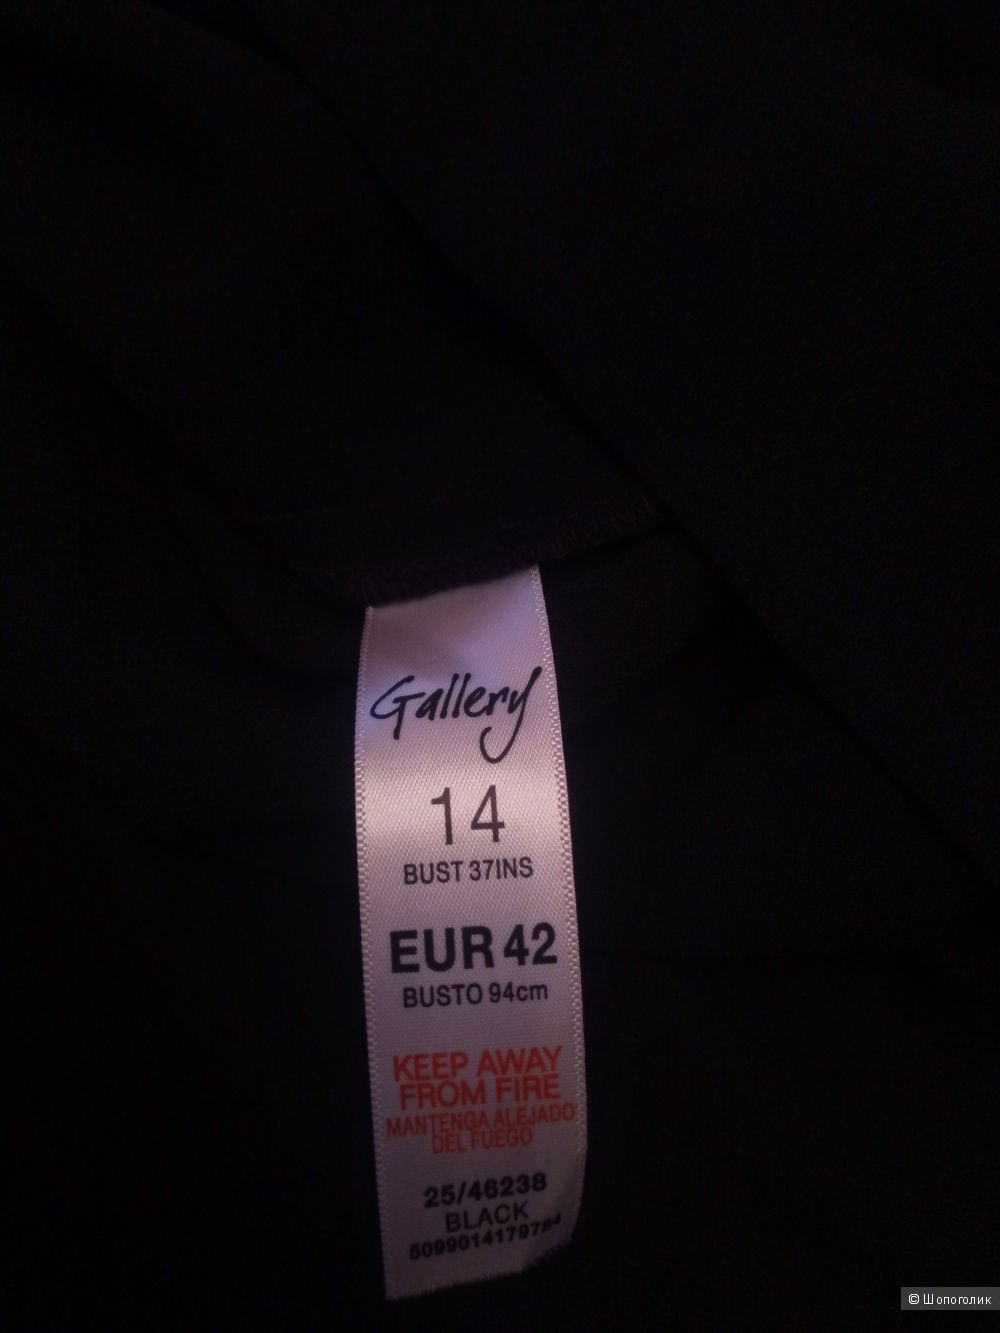 Gallery
14
BUST 37INS
EUR 42
BUSTO 94cm
KEEP AWAY
FROM FIRE
MANTENGA ALEJADO
DEL FUEGO
25/46238
BLACK
© Шопоголик